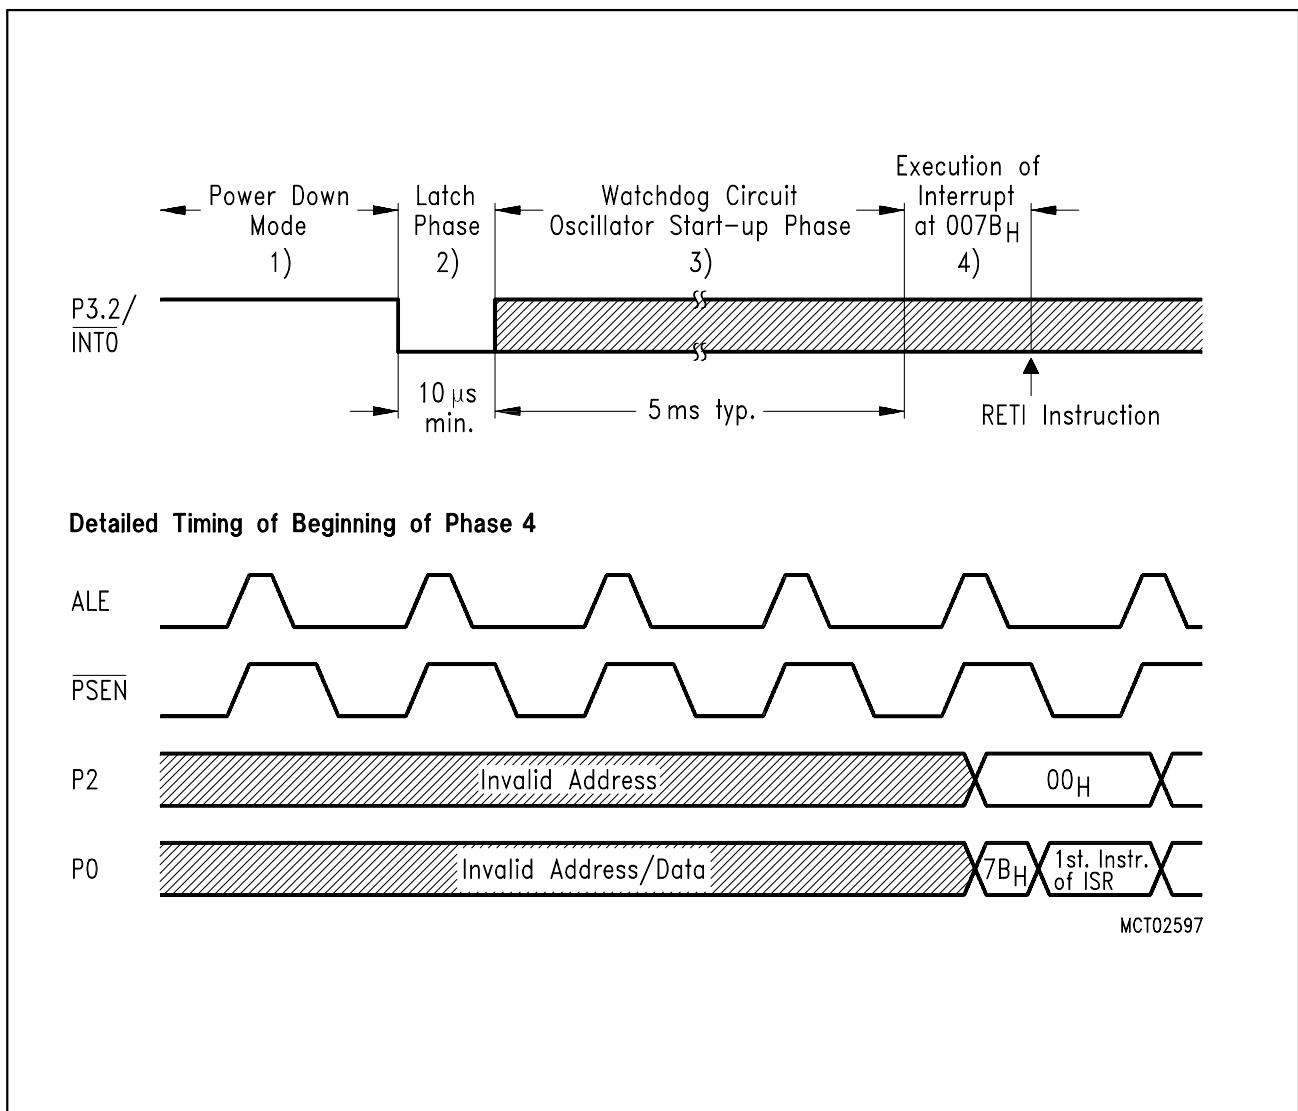 Power Down
Mode
1)
Latch
Phase
2)
Watchdog Circuit
Oscillator Start-up Phase
3)
Execution of
Interrupt
at 007BH
4)
P3.2/
INT0
10 μs
min.
5 ms typ.
RETI Instruction
Detailed Timing of Beginning of Phase 4
ALE
PSEN
P2
Invalid Address
00H
P0
Invalid Address/Data
7BH
1st. Instr.
of ISR
MCT02597